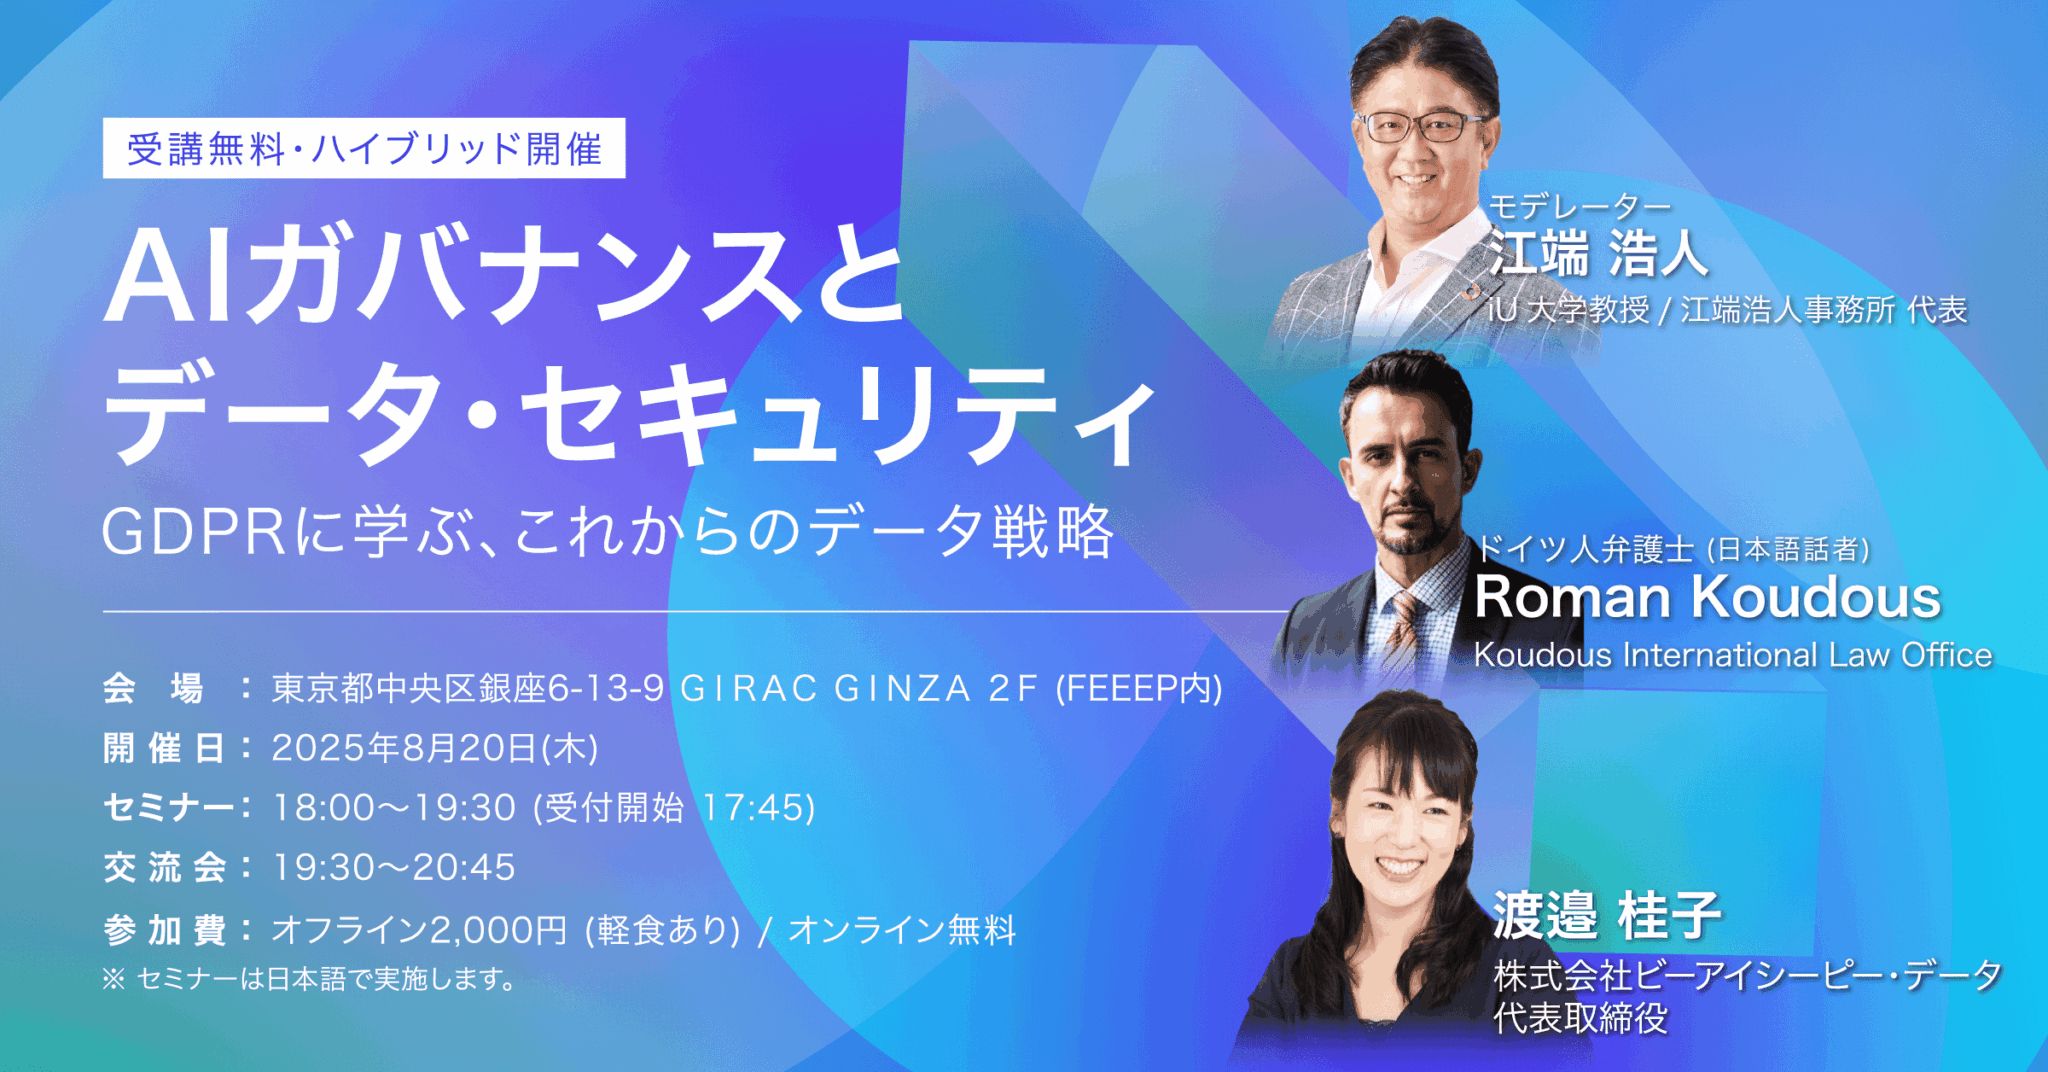 受講無料・ハイブリッド開催
AIガバナンスと
データ・セキュリティ
GDPRに学ぶ、これからのデータ戦略
会場：東京都中央区銀座6-13-9 GIRAC GINZA 2F (FEEEP内)
開催日：2025年8月20日(木)
セミナー：18:00〜19:30 (受付開始 17:45)
交流会：19:30〜20:45
参加費：オフライン2,000円 (軽食あり) / オンライン無料
※ セミナーは日本語で実施します。
モデレーター
江端 浩人
iU 大学教授 / 江端浩人事務所 代表
ドイツ人弁護士 (日本語話者)
Roman Koudous
Koudous International Law Office
渡邉 桂子
株式会社ビーアイシーピー・データ
代表取締役